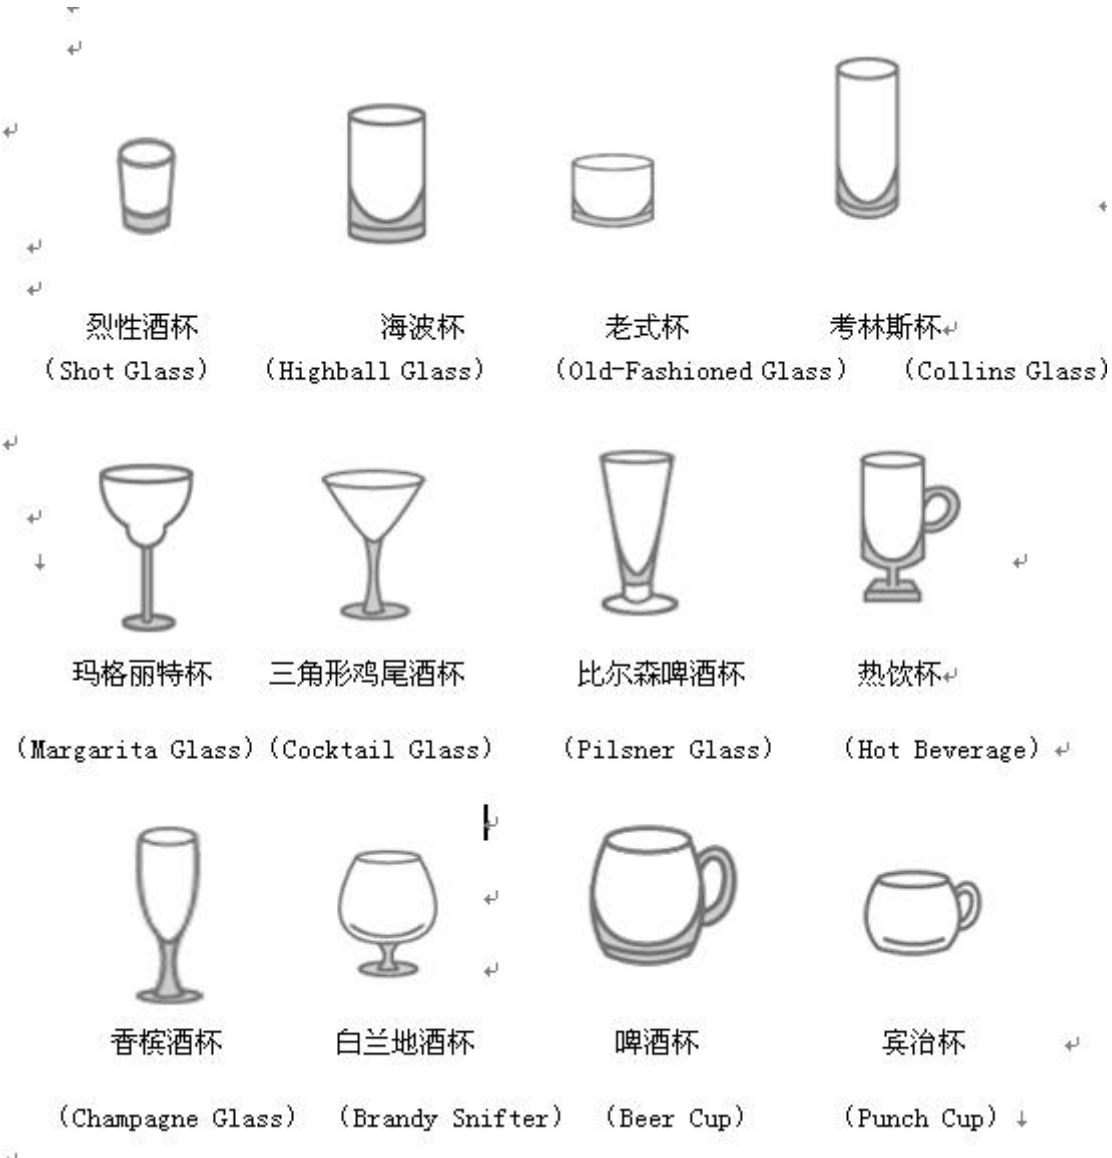 烈性酒杯 海波杯 老式杯 考林斯杯
(Shot Glass) (Highball Glass) (Old-Fashioned Glass) (Collins Glass)
玛格丽特杯 三角形鸡尾酒杯 比尔森啤酒杯 热饮杯
(Margarita Glass) (Cocktail Glass) (Pilsner Glass) (Hot Beverage)
香槟酒杯 白兰地酒杯 啤酒杯 宾治杯
(Champagne Glass) (Brandy Snifter) (Beer Cup) (Punch Cup)